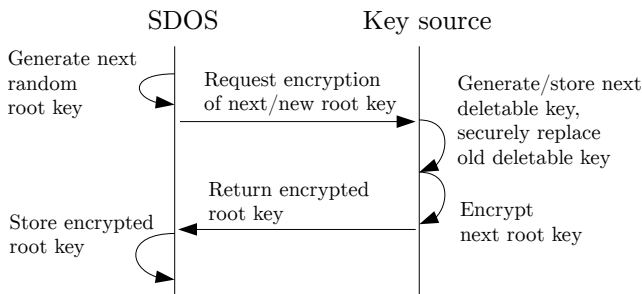 SDOS
Key source
Generate next
random
root key
Request encryption
of next/new root key
Generate/store next
deletable key,
securely replace
old deletable key
Return encrypted
root key
Encrypt
next root key
Store encrypted
root key